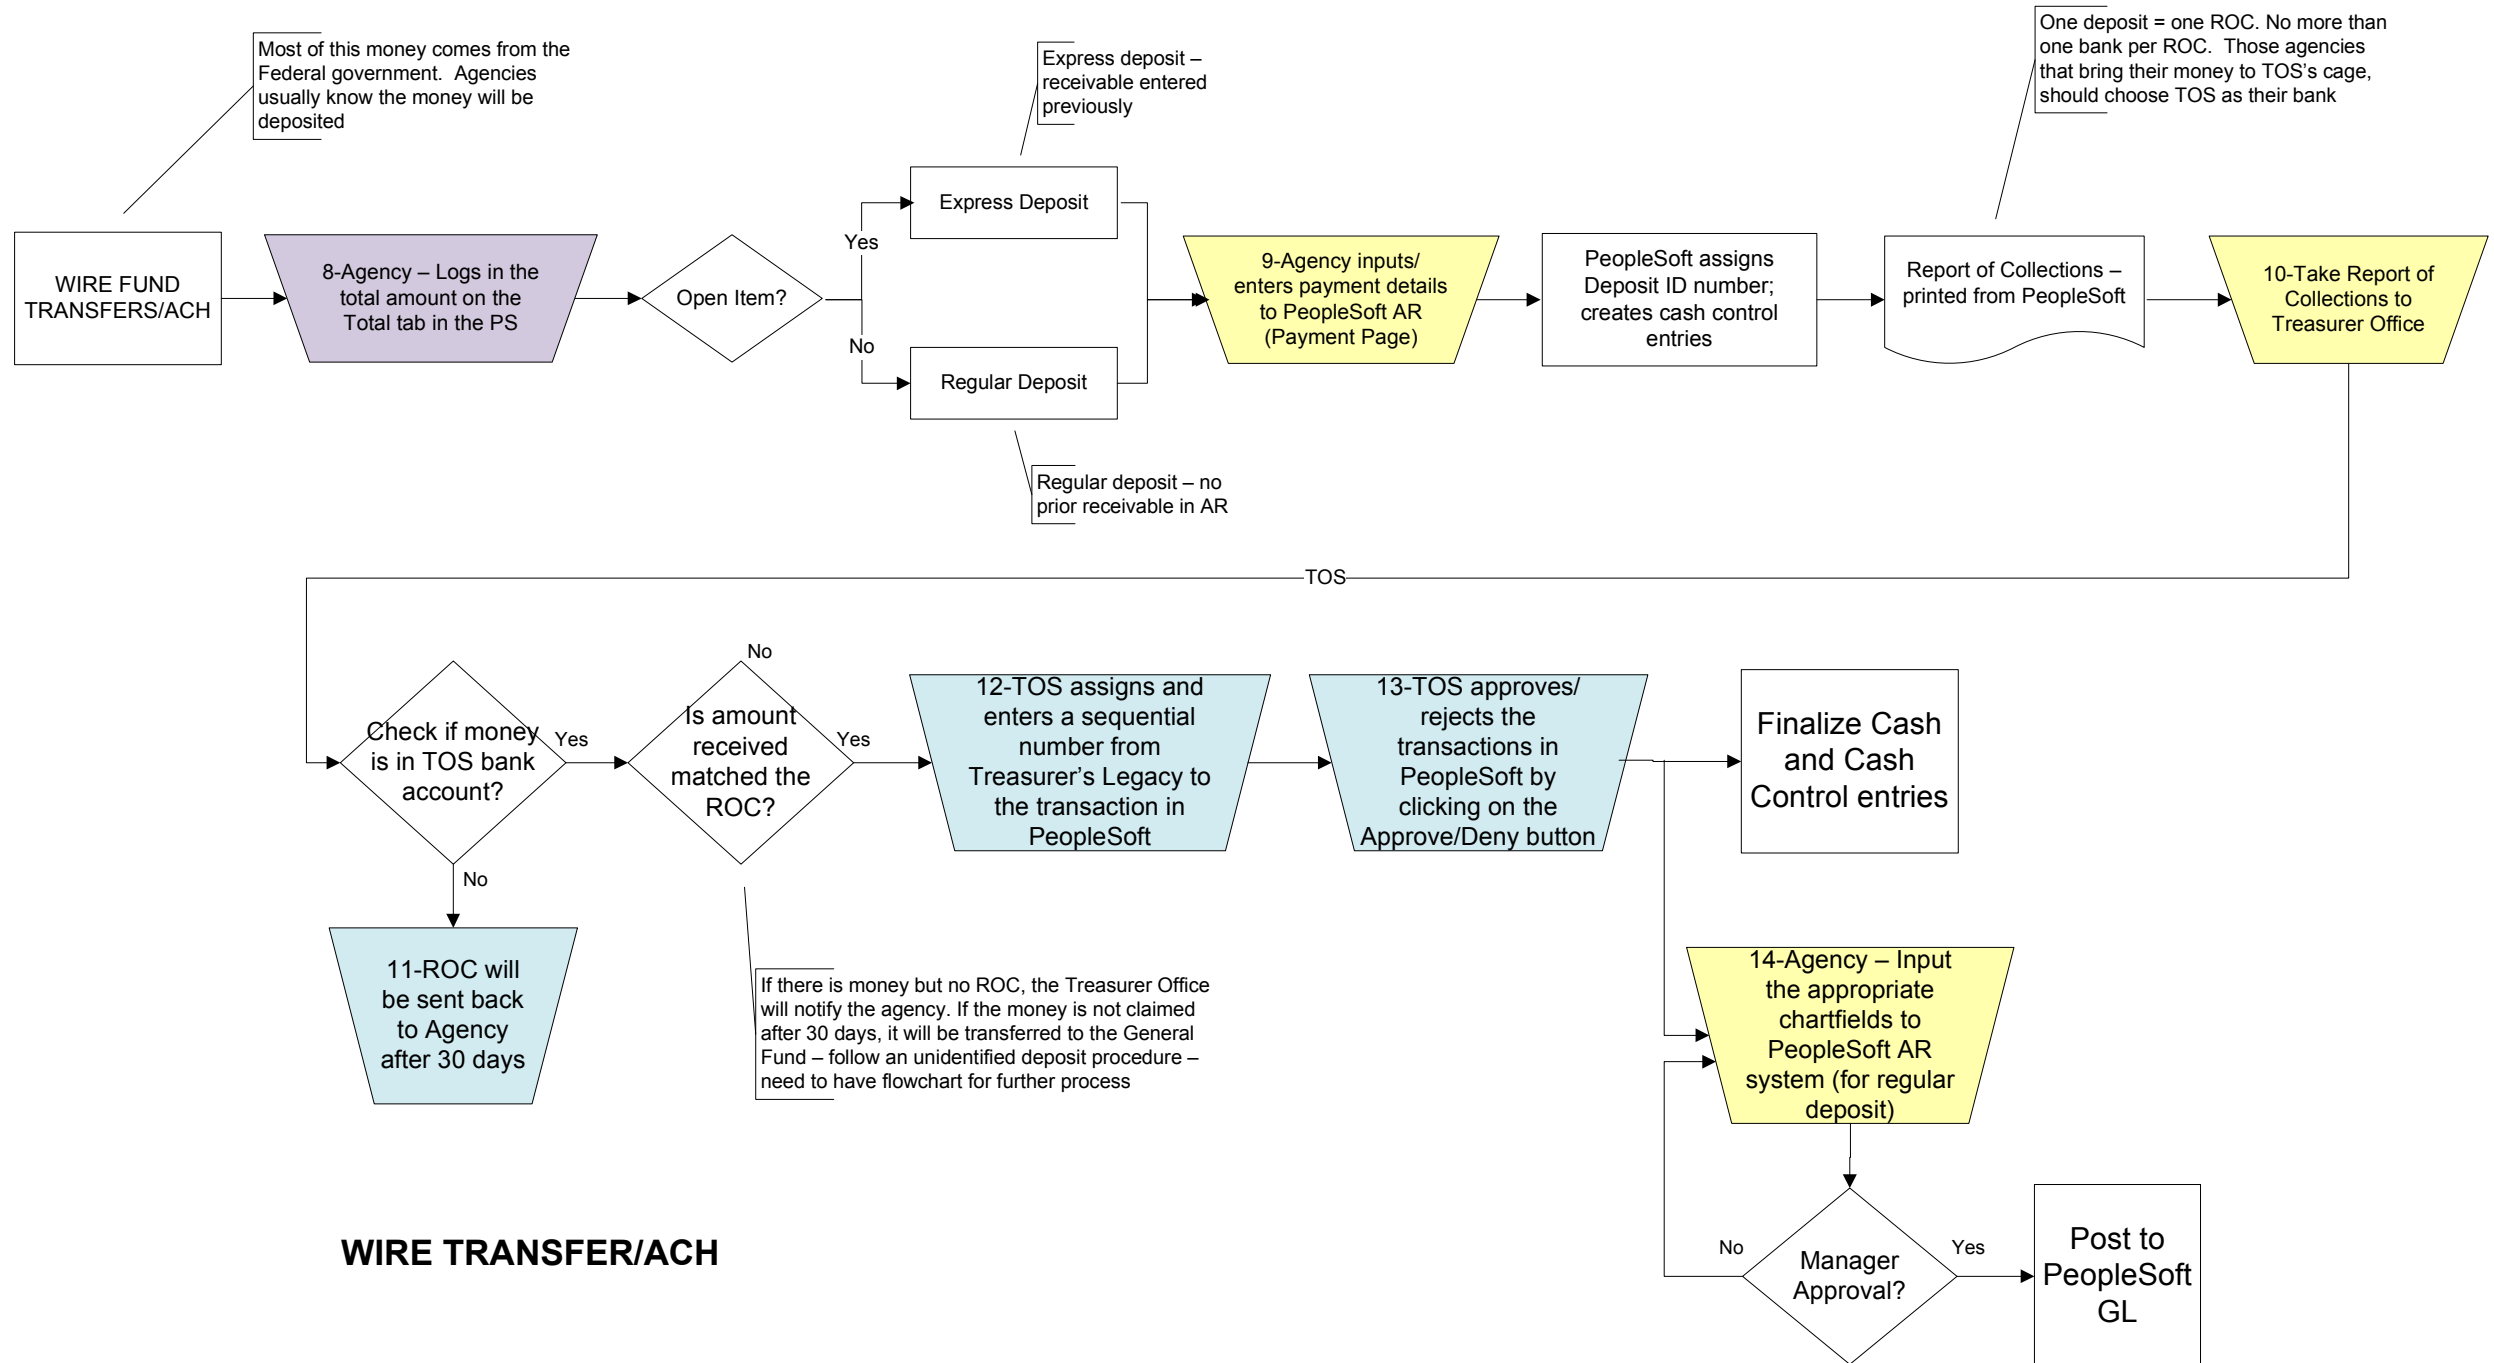 Most of this money comes from the
Federal government.  Agencies
usually know the money will be
deposited
Express deposit –
receivable entered
previously
One deposit = one ROC. No more than
one bank per ROC.  Those agencies
that bring their money to TOS’s cage,
should choose TOS as their bank
WIRE FUND
TRANSFERS/ACH
8-Agency – Logs in the
total amount on the
Total tab in the PS
Open Item?
Yes
No
Express Deposit
Regular Deposit
9-Agency inputs/
enters payment details
to PeopleSoft AR
(Payment Page)
PeopleSoft assigns
Deposit ID number;
creates cash control
entries
Report of Collections –
printed from PeopleSoft
10-Take Report of
Collections to
Treasurer Office
Regular deposit – no
prior receivable in AR
TOS
Check if money
is in TOS bank
account?
Yes
No
No
Is amount
received
matched the
ROC?
Yes
12-TOS assigns and
enters a sequential
number from
Treasurer’s Legacy to
the transaction in
PeopleSoft
13-TOS approves/
rejects the
transactions in
PeopleSoft by
clicking on the
Approve/Deny button
Finalize Cash
and Cash
Control entries
11-ROC will
be sent back
to Agency
after 30 days
If there is money but no ROC, the Treasurer Office
will notify the agency. If the money is not claimed
after 30 days, it will be transferred to the General
Fund – follow an unidentified deposit procedure –
need to have flowchart for further process
14-Agency – Input
the appropriate
chartfields to
PeopleSoft AR
system (for regular
deposit)
No
Manager
Approval?
Yes
Post to
PeopleSoft
GL
WIRE TRANSFER/ACH